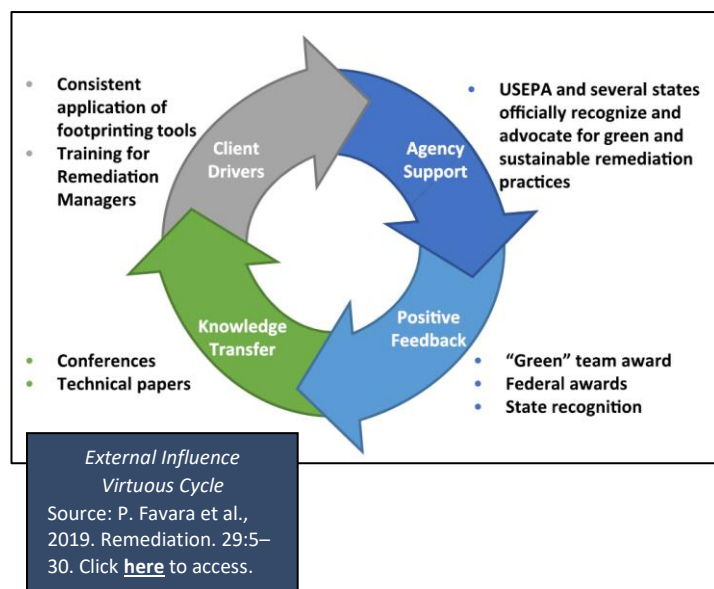 • Consistent
application of
footprinting tools
• Training for
Remediation
Managers
Client
Drivers
Agency
Support
• USEPA and several states
officially recognize and
advocate for green and
sustainable remediation
practices
Knowledge
Transfer
Positive
Feedback
• Conferences
• Technical papers
• “Green” team award
• Federal awards
• State recognition
External Influence
Virtuous Cycle
Source: P. Favara et al.,
2019. Remediation. 29:5–
30. Click here to access.